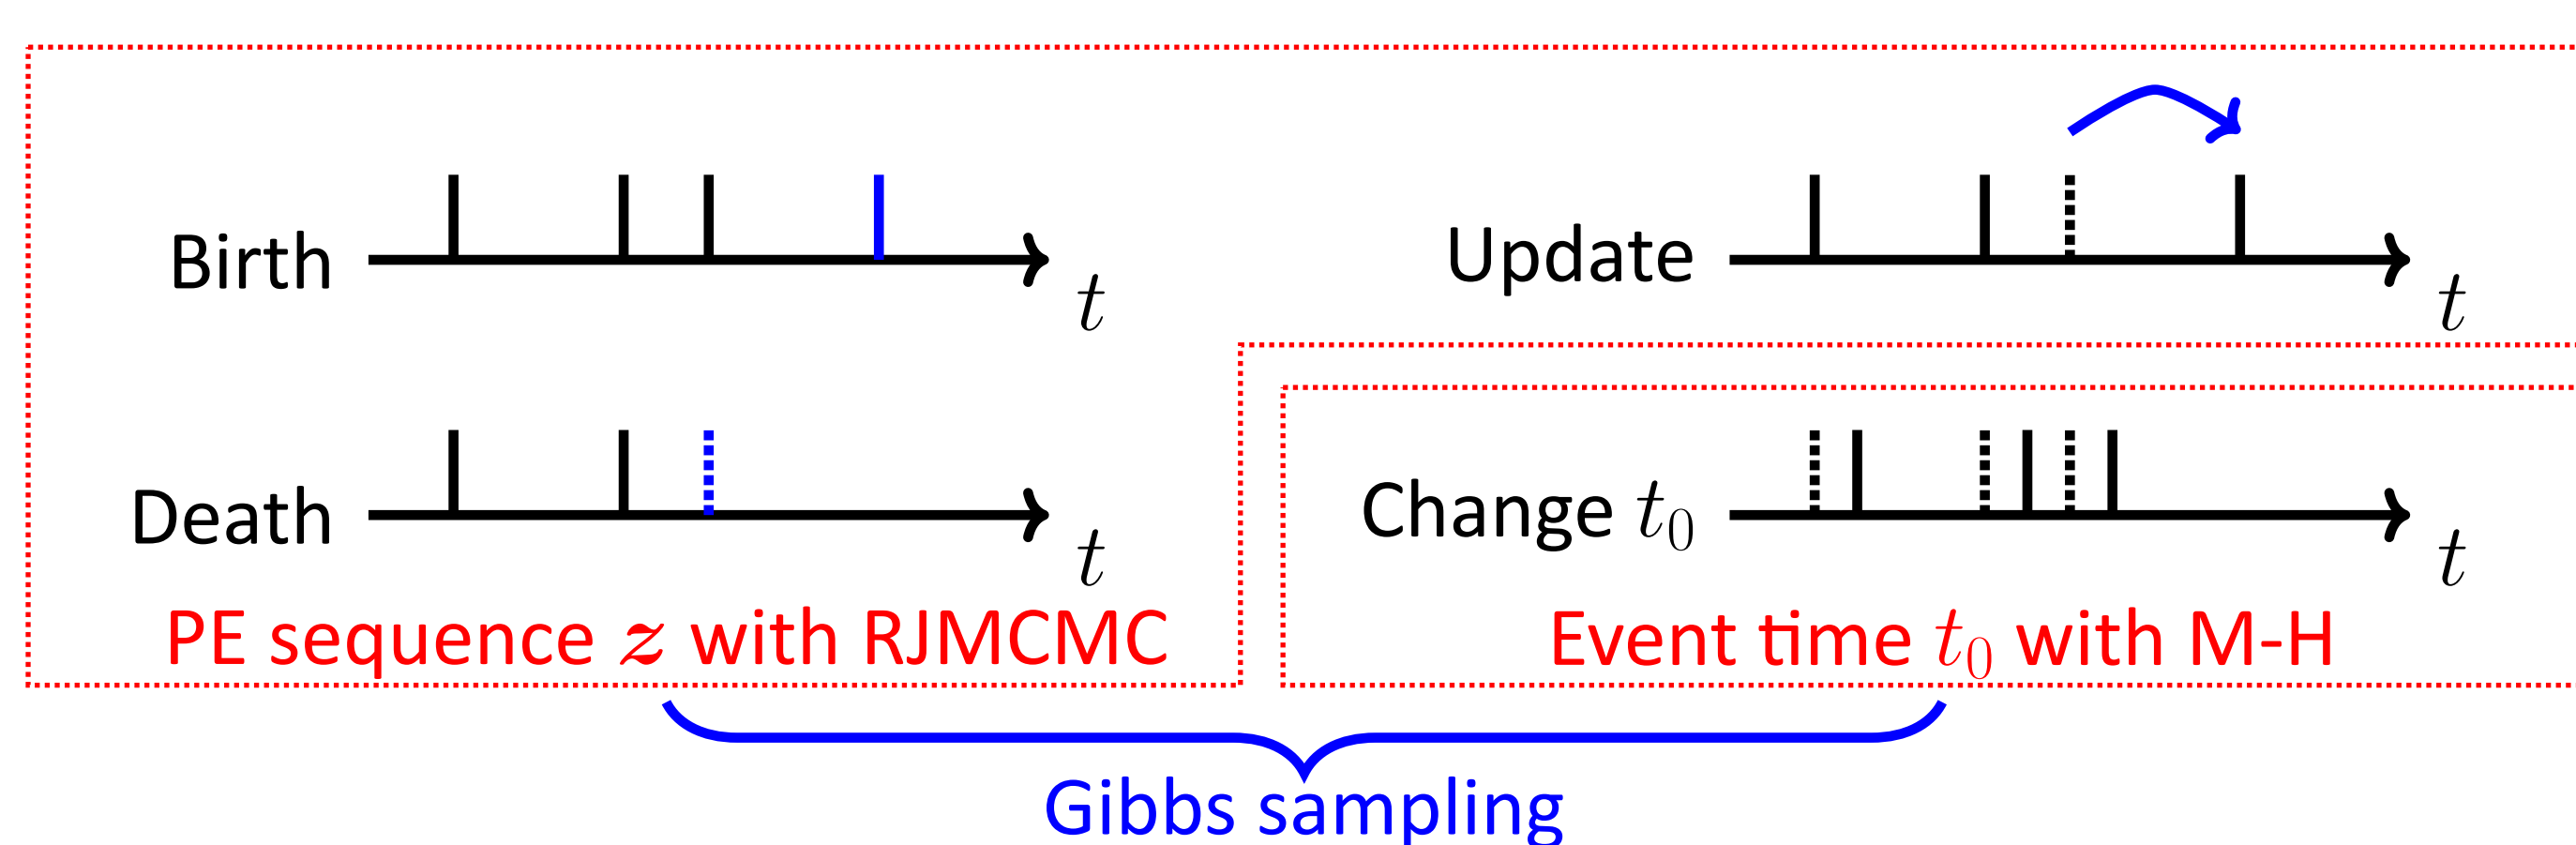 Birth
t
Update
t
Death
t
Change t₀
t
PE sequence z with RJMCMC
Event time t₀ with M-H
Gibbs sampling